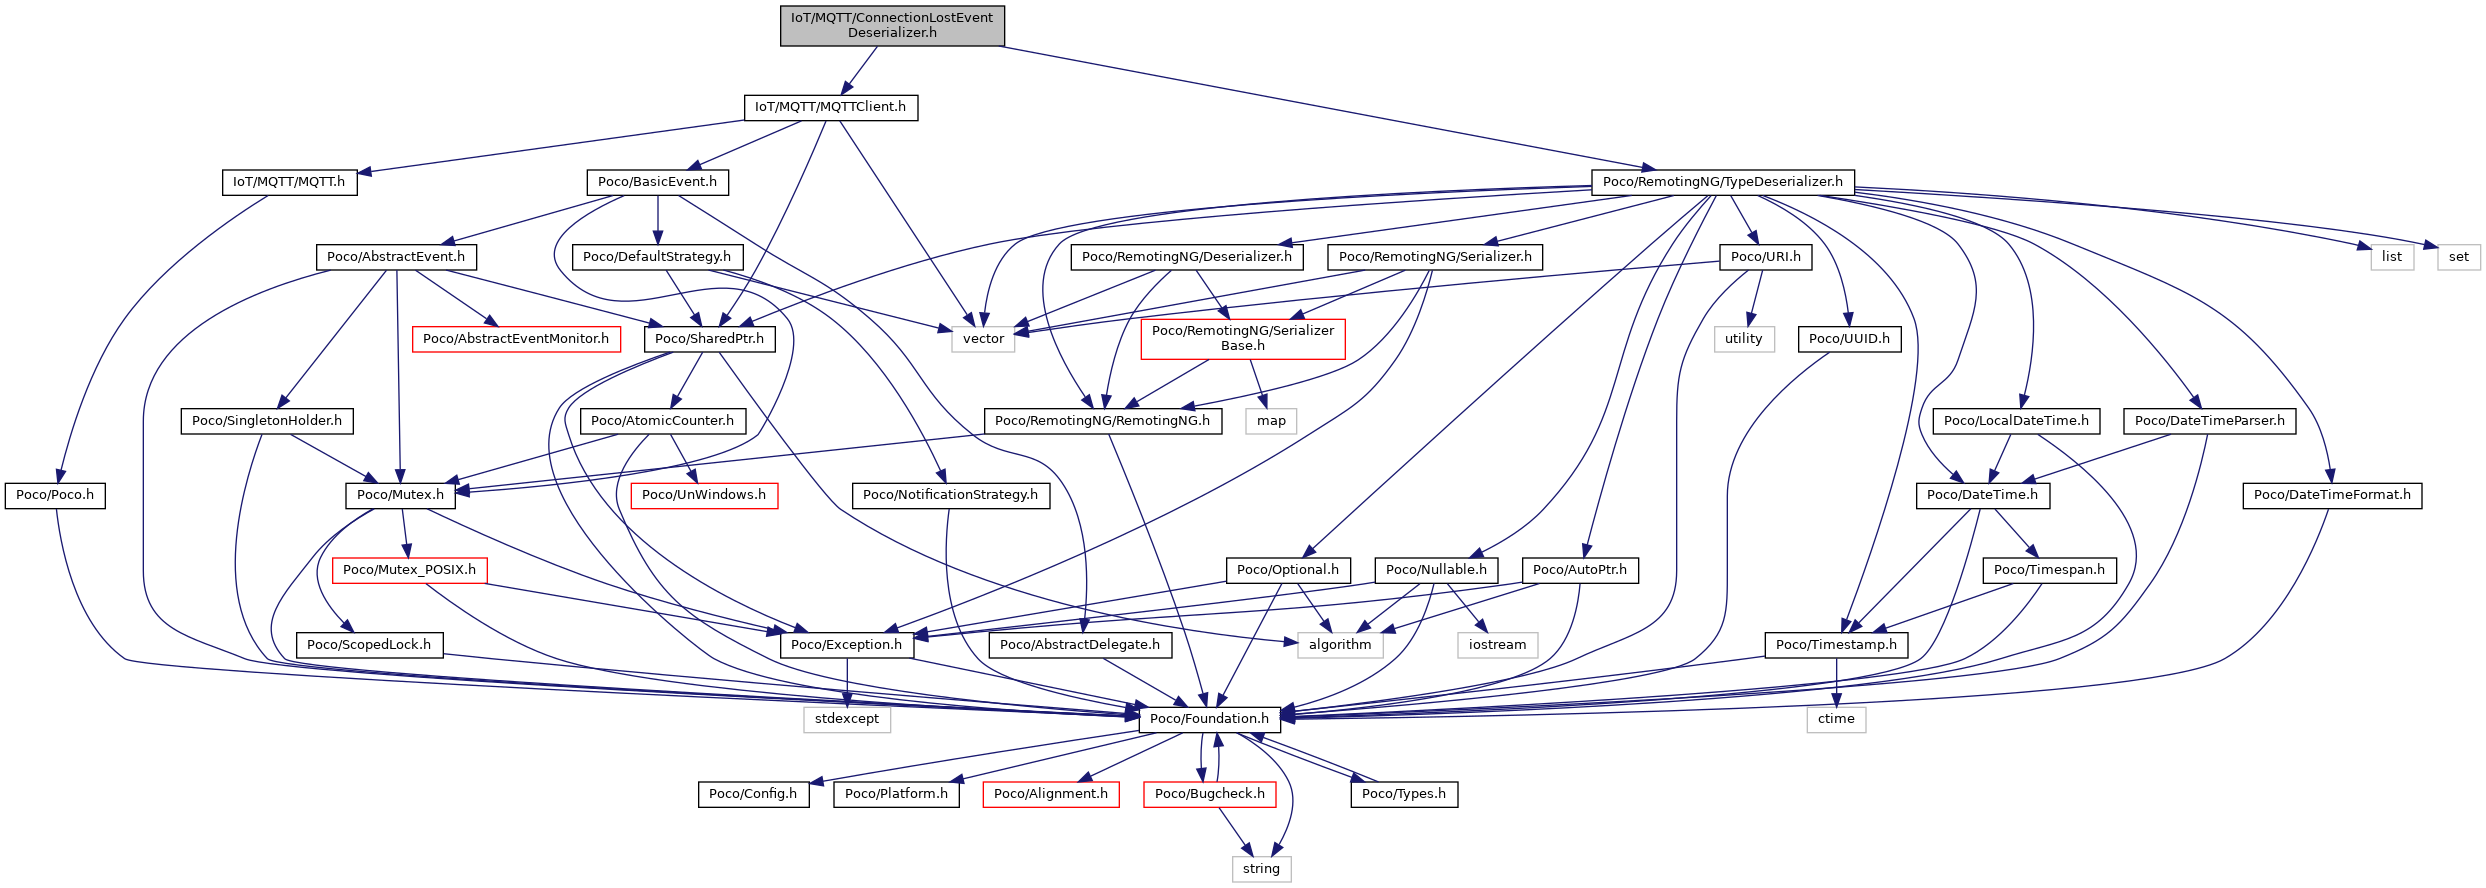 IoT/MQTT/ConnectionLostEvent
Deserializer.h
IoT/MQTT/MQTTClient.h
IoT/MQTT/MQTT.h
Poco/BasicEvent.h
Poco/RemotingNG/TypeDeserializer.h
Poco/AbstractEvent.h
Poco/DefaultStrategy.h
Poco/RemotingNG/Deserializer.h
Poco/RemotingNG/Serializer.h
Poco/URI.h
list
set
Poco/AbstractEventMonitor.h
Poco/SharedPtr.h
vector
Poco/RemotingNG/Serializer
Base.h
utility
Poco/UUID.h
Poco/SingletonHolder.h
Poco/AtomicCounter.h
Poco/RemotingNG/RemotingNG.h
map
Poco/LocalDateTime.h
Poco/DateTimeParser.h
Poco/Poco.h
Poco/Mutex.h
Poco/UnWindows.h
Poco/NotificationStrategy.h
Poco/DateTime.h
Poco/DateTimeFormat.h
Poco/Mutex_POSIX.h
Poco/Optional.h
Poco/Nullable.h
Poco/AutoPtr.h
Poco/Timespan.h
Poco/ScopedLock.h
Poco/Exception.h
Poco/AbstractDelegate.h
algorithm
iostream
Poco/Timestamp.h
stdexcept
Poco/Foundation.h
ctime
Poco/Config.h
Poco/Platform.h
Poco/Alignment.h
Poco/Bugcheck.h
Poco/Types.h
string